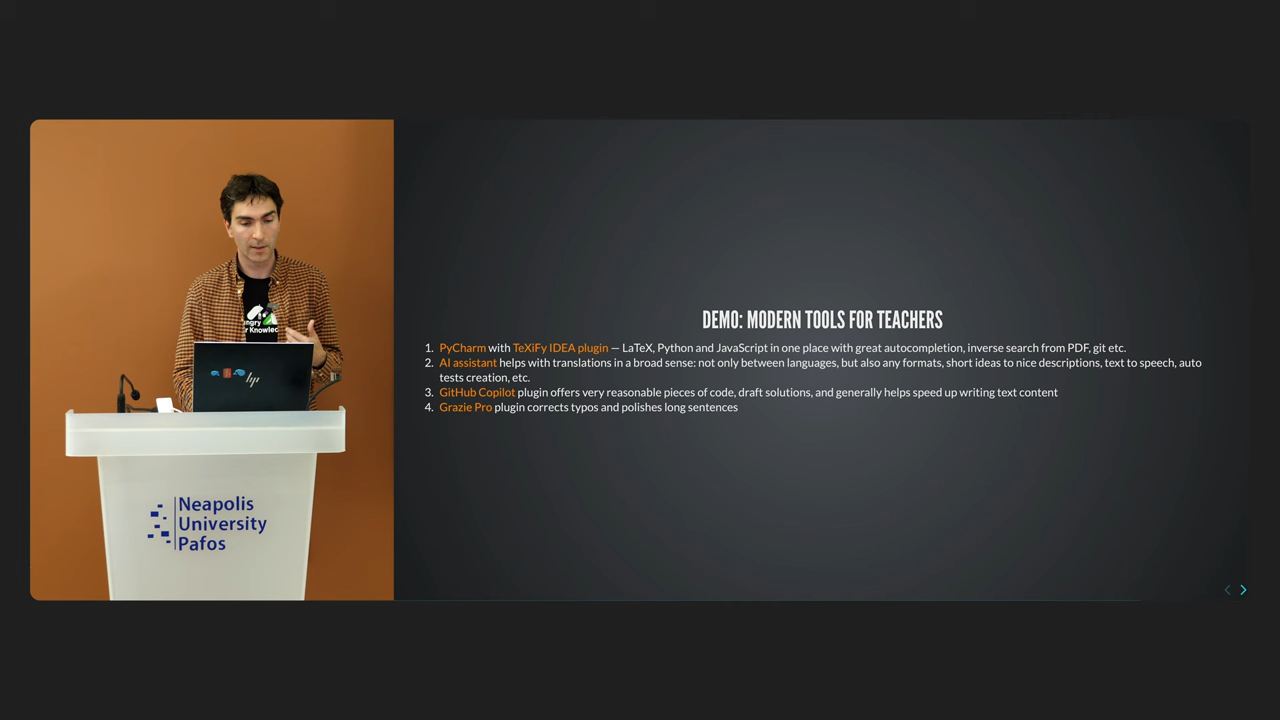 DEMO: MODERN TOOLS FOR TEACHERS
1. PyCharm with TeXiFy IDEA plugin — LaTeX, Python and JavaScript in one place with great autocompletion, inverse search from PDF, git etc.
2. AI assistant helps with translations in a broad sense: not only between languages, but also any formats, short ideas to nice descriptions, text to speech, auto
tests creation, etc.
3. GitHub Copilot plugin offers very reasonable pieces of code, draft solutions, and generally helps speed up writing text content
4. Grazie Pro plugin corrects typos and polishes long sentences
ngry
r Knowled
hp
Neapolis
University
Pafos